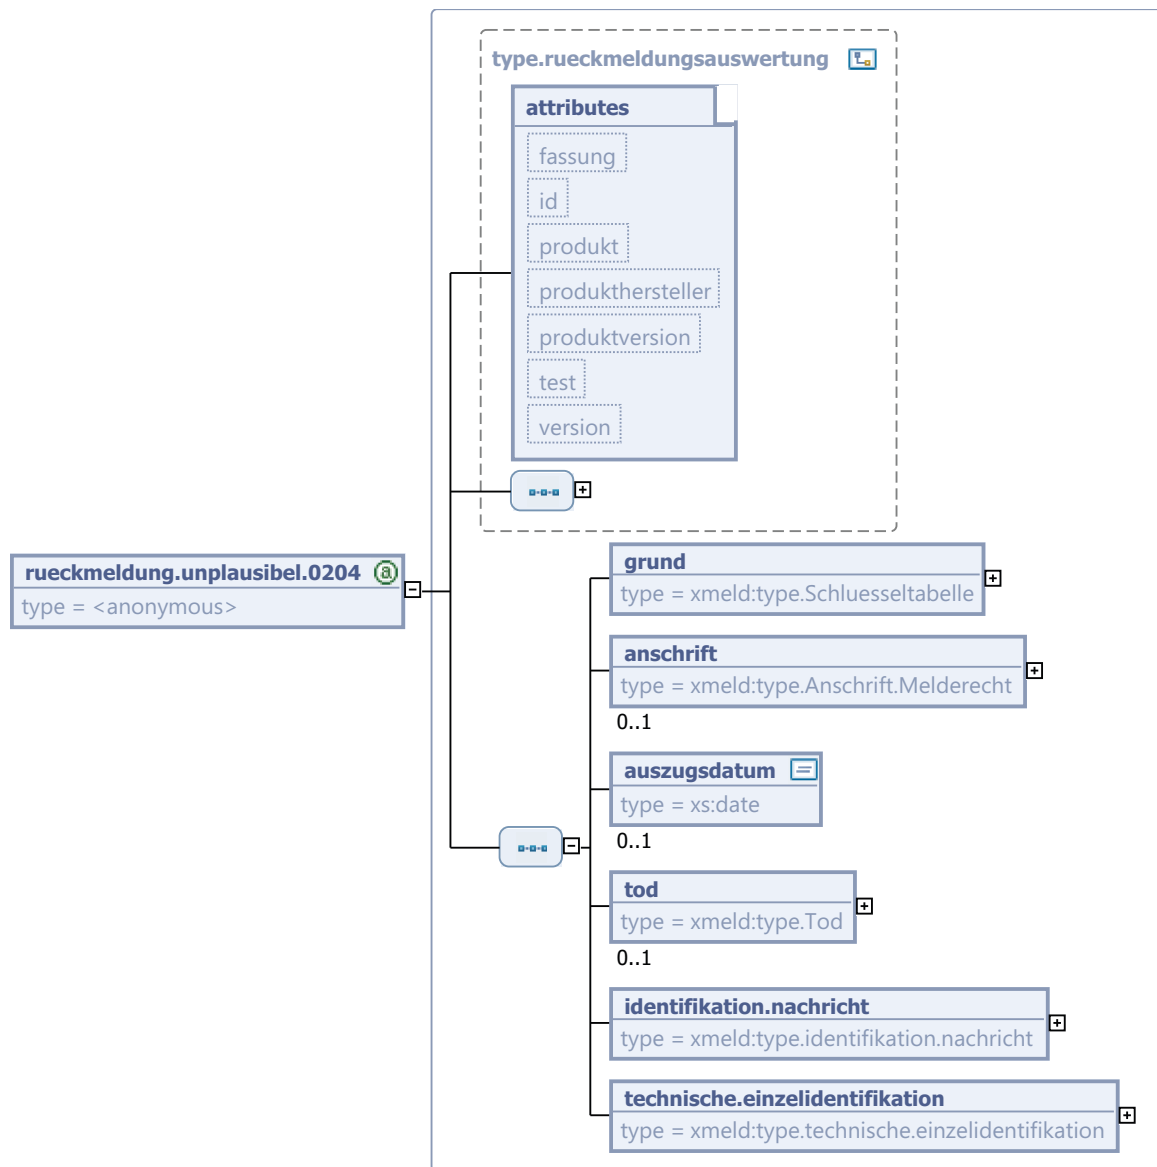 type.rueckmeldungsauswertung
attributes
fassung
id
produkt
produkthersteller
produktversion
test
version
rueckmeldung.unplausibel.0204
type = <anonymous>
grund
type = xmeld:type.Schluesseltabelle
anschrift
type = xmeld:type.Anschrift.Melderecht
0..1
auszugsdatum
type = xs:date
0..1
tod
type = xmeld:type.Tod
0..1
identifikation.nachricht
type = xmeld:type.identifikation.nachricht
technische.einzelidentifikation
type = xmeld:type.technische.einzelidentifikation